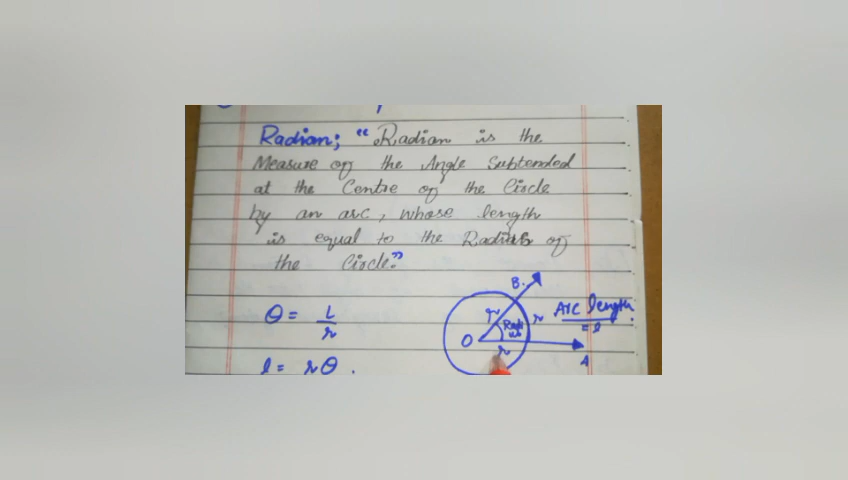 Radian; "Radian is the
Measure of the Angle Subtended
at the Centre of the Circle
by an arc, whose length
is equal to the Radius of
the Circle."
θ = L/r
l = rθ.
B.
r
r
Arc length
= l
O
r
A